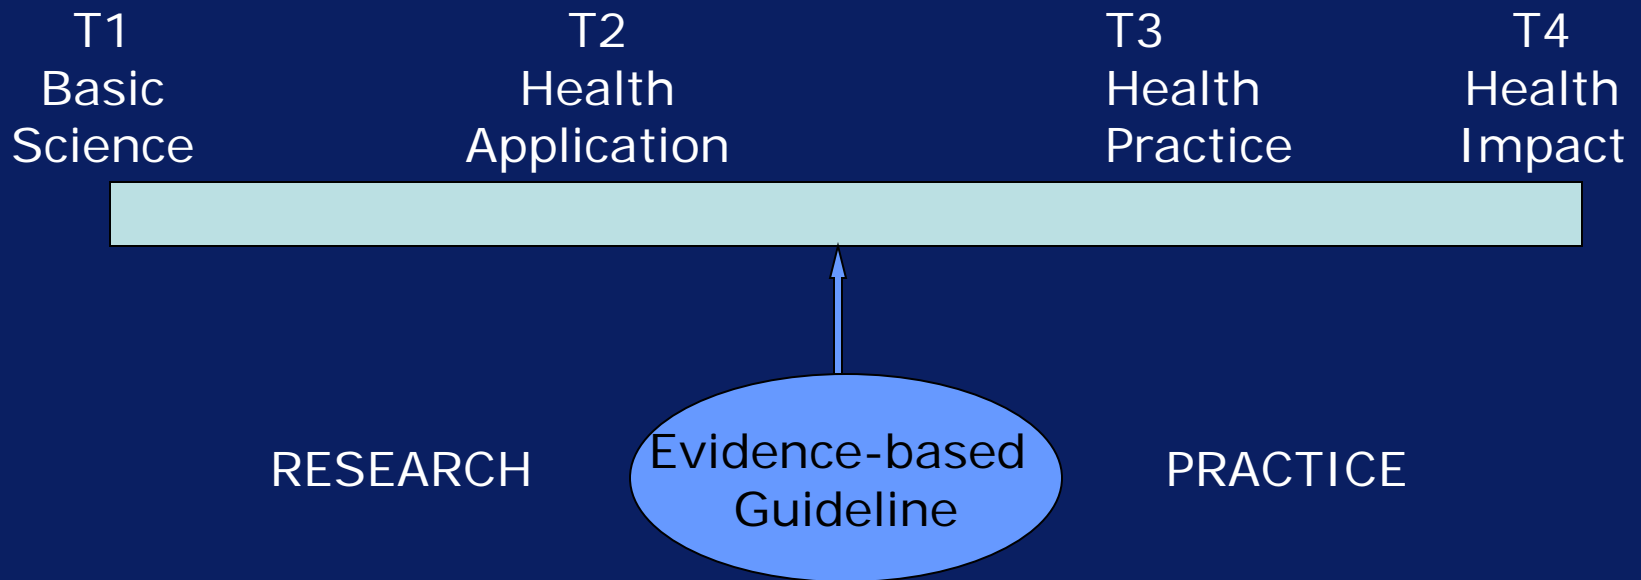 T1
Basic
Science
T2
Health
Application
T3
Health
Practice
T4
Health
Impact
RESEARCH
Evidence-based
Guideline
PRACTICE